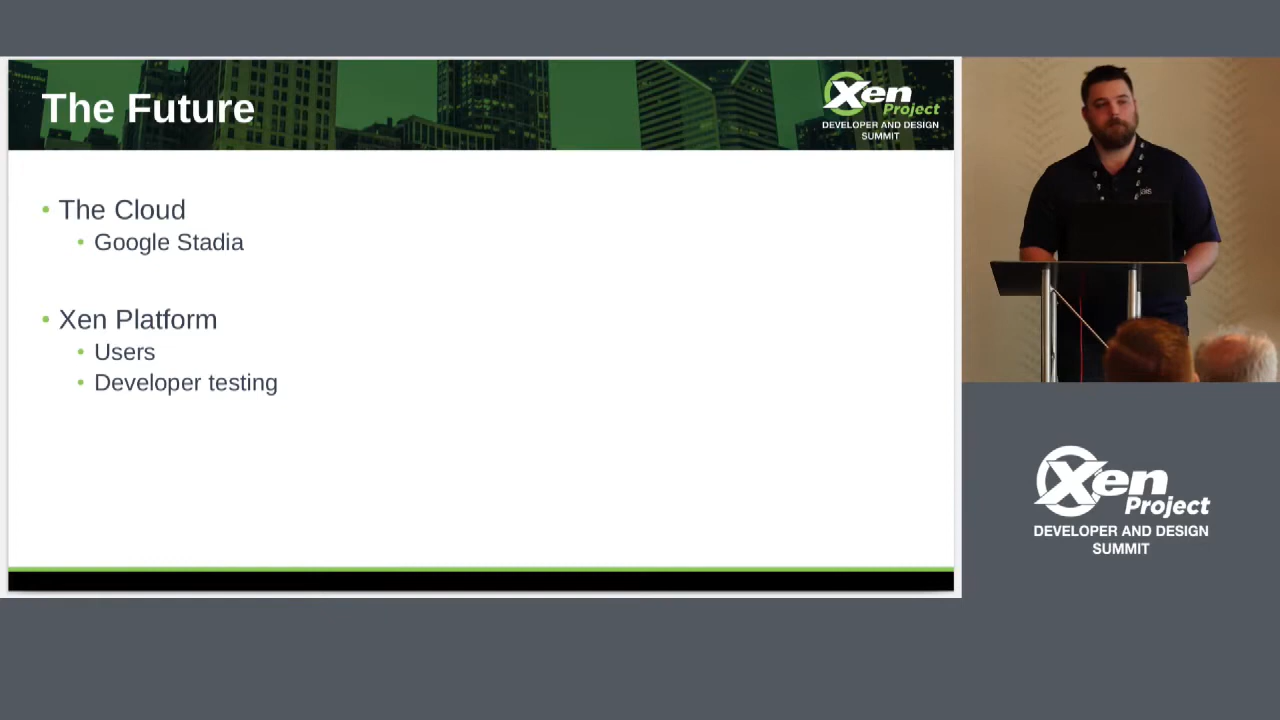 The Future
Xen
Project
DEVELOPER AND DESIGN
SUMMIT
• The Cloud
• Google Stadia
• Xen Platform
• Users
• Developer testing
Xen
Project
DEVELOPER AND DESIGN
SUMMIT